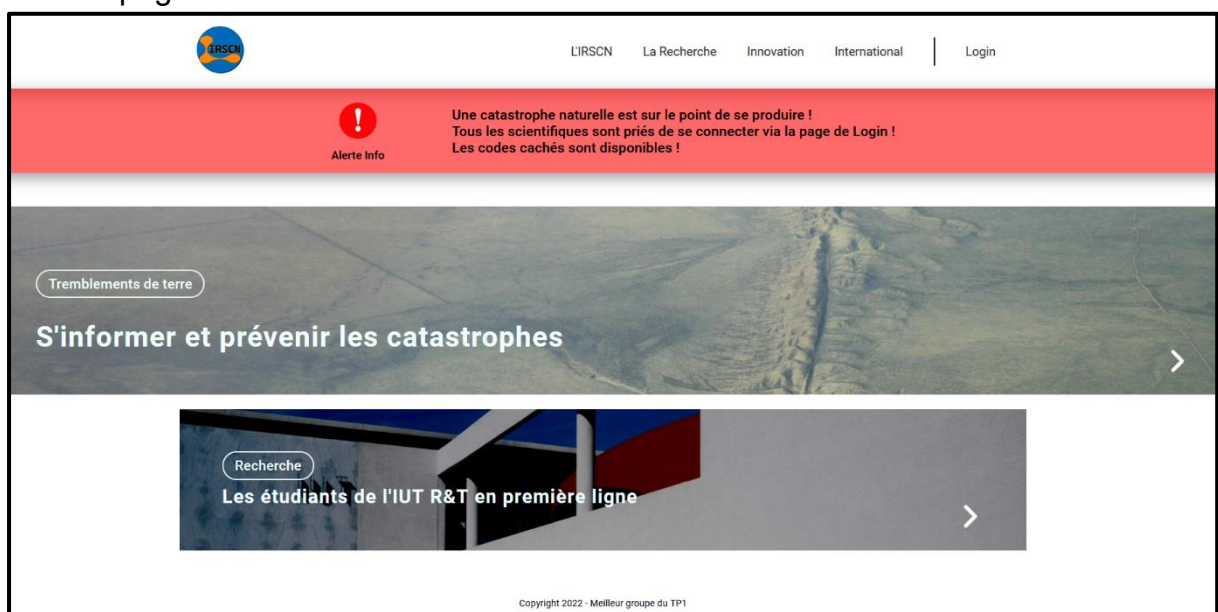 pag
IRSCN
L'IRSCN La Recherche Innovation International Login
Une catastrophe naturelle est sur le point de se produire !
Tous les scientifiques sont priés de se connecter via la page de Login !
Les codes cachés sont disponibles !
Alerte Info
Tremblements de terre
S'informer et prévenir les catastrophes
Recherche
Les étudiants de l'IUT R&T en première ligne
Copyright 2022 - Meilleur groupe du TP1